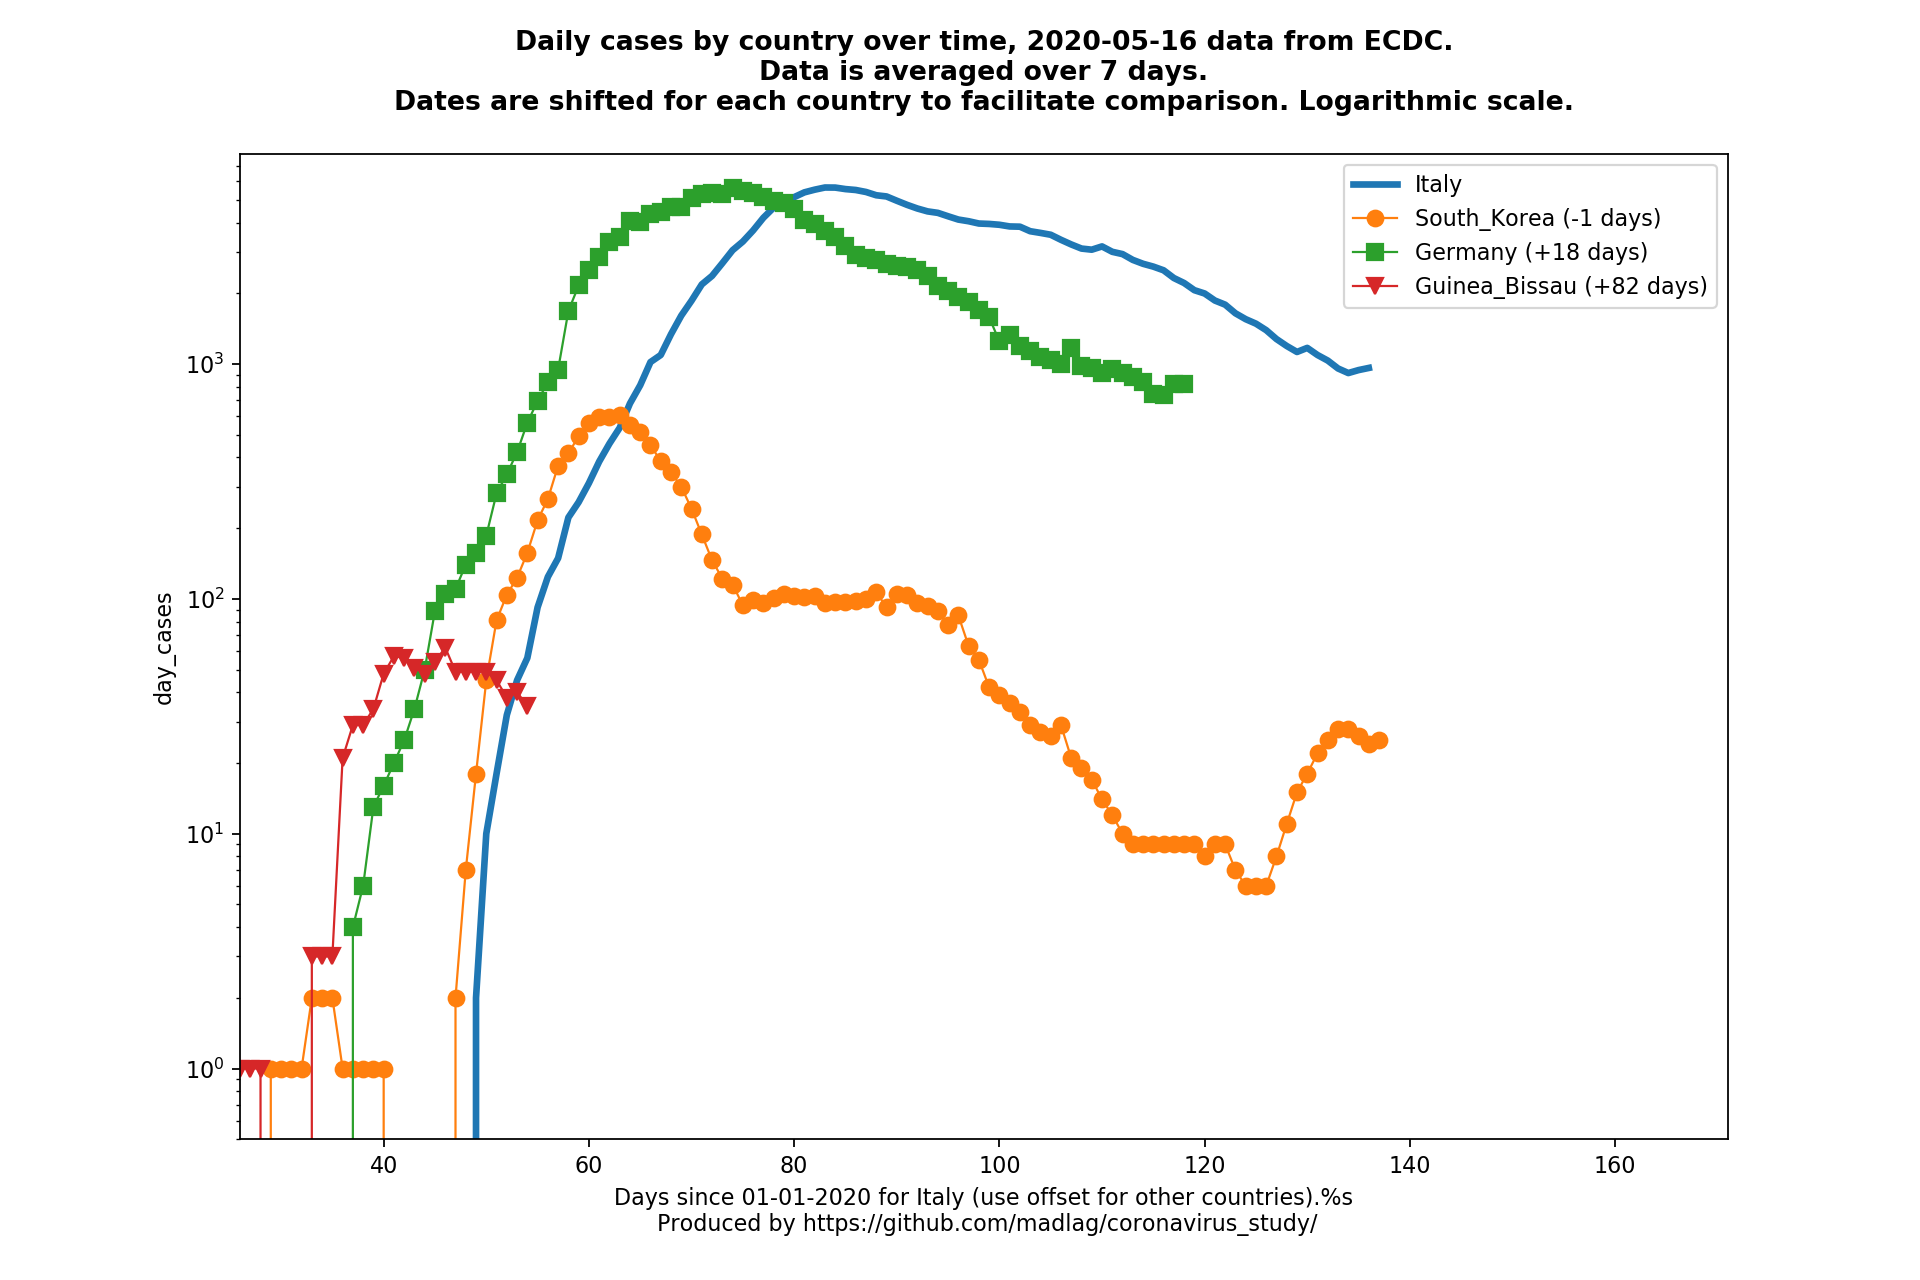 Daily cases by country over time, 2020-05-16 data from ECDC.
Data is averaged over 7 days.
Dates are shifted for each country to facilitate comparison. Logarithmic scale.
Italy
South_Korea (-1 days)
Germany (+18 days)
Guinea_Bissau (+82 days)
day_cases
10³
10²
10¹
10⁰
40 60 80 100 120 140 160
Days since 01-01-2020 for Italy (use offset for other countries).%s
Produced by https://github.com/madlag/coronavirus_study/